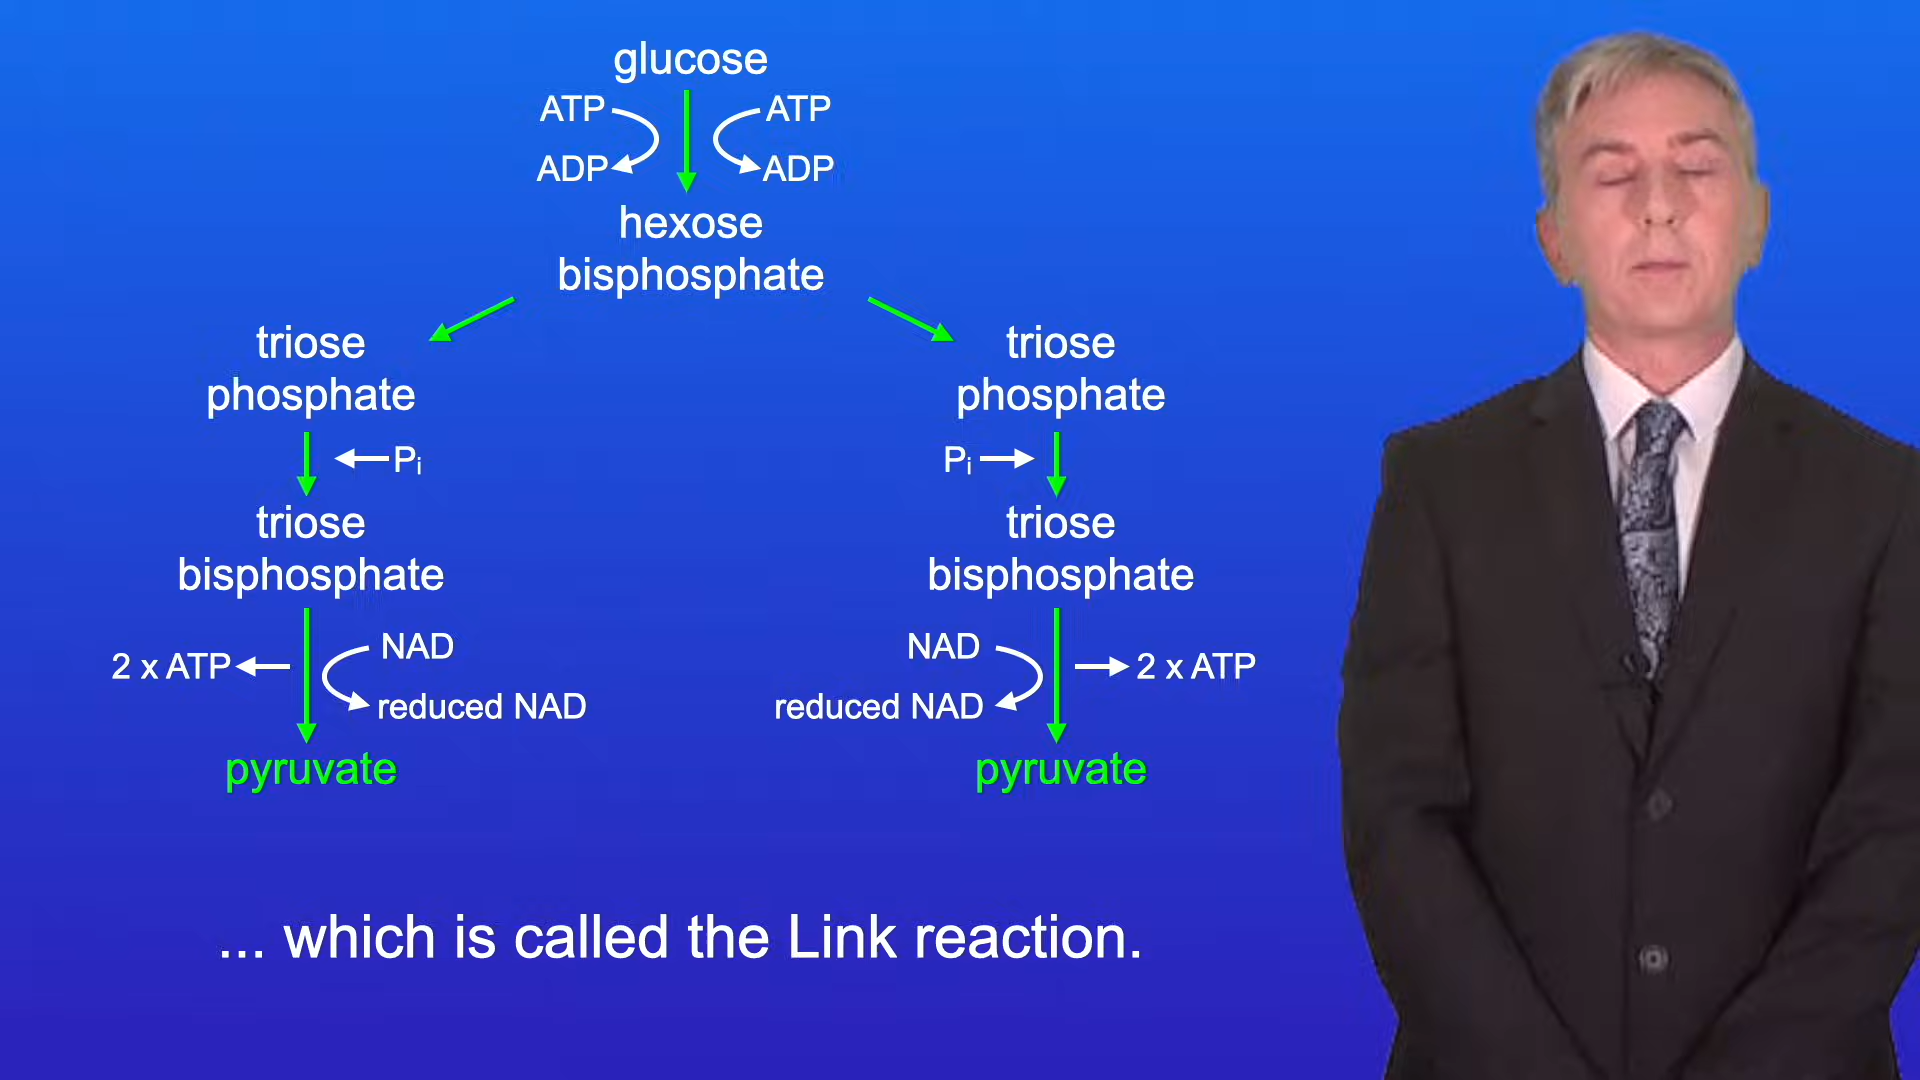 glucose
ATP ATP
ADP ADP
hexose
bisphosphate
triose triose
phosphate phosphate
Pi Pi
triose triose
bisphosphate bisphosphate
NAD NAD
2 x ATP 2 x ATP
reduced NAD reduced NAD
pyruvate pyruvate
... which is called the Link reaction.